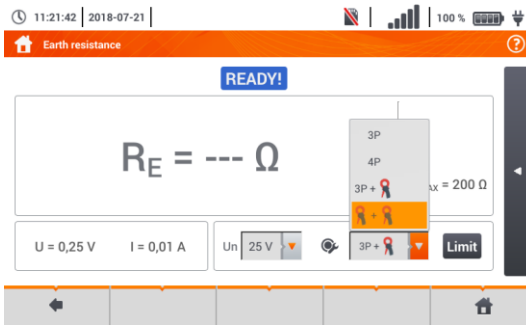 11:21:42 2018-07-21 100 %
Earth resistance ?
READY!
RE = --- Ω
3P
4P
3P +
+
= 200 Ω
U = 0,25 V I = 0,01 A Un 25 V 3P + Limit